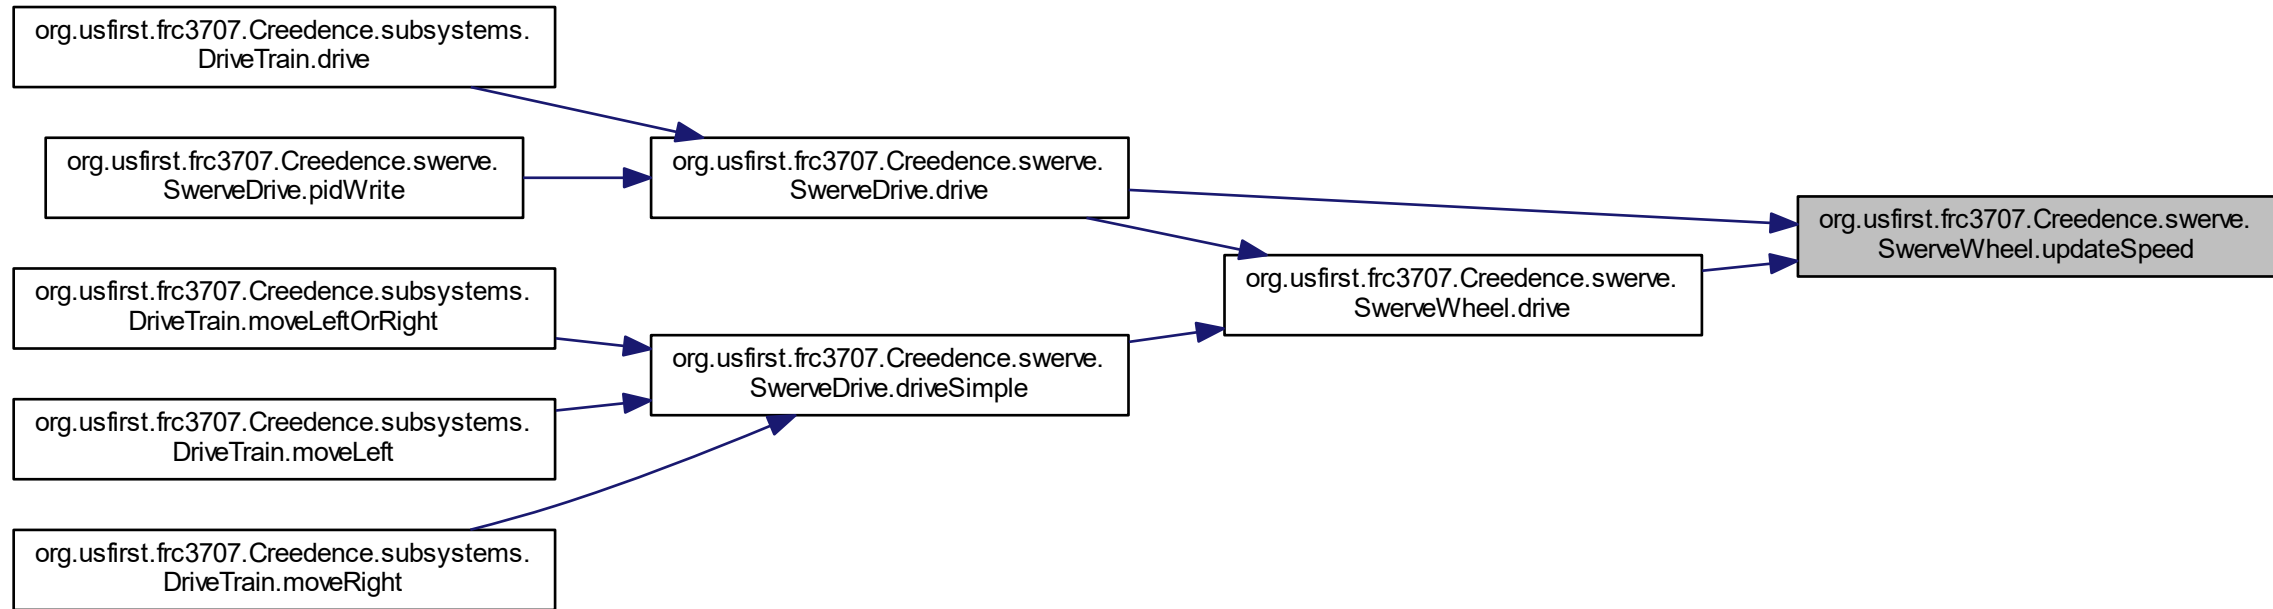 org.usfirst.frc3707.Creedence.subsystems.
DriveTrain.drive
org.usfirst.frc3707.Creedence.swerve.
SwerveDrive.pidWrite
org.usfirst.frc3707.Creedence.subsystems.
DriveTrain.moveLeftOrRight
org.usfirst.frc3707.Creedence.subsystems.
DriveTrain.moveLeft
org.usfirst.frc3707.Creedence.subsystems.
DriveTrain.moveRight
org.usfirst.frc3707.Creedence.swerve.
SwerveDrive.drive
org.usfirst.frc3707.Creedence.swerve.
SwerveDrive.driveSimple
org.usfirst.frc3707.Creedence.swerve.
SwerveWheel.drive
org.usfirst.frc3707.Creedence.swerve.
SwerveWheel.updateSpeed